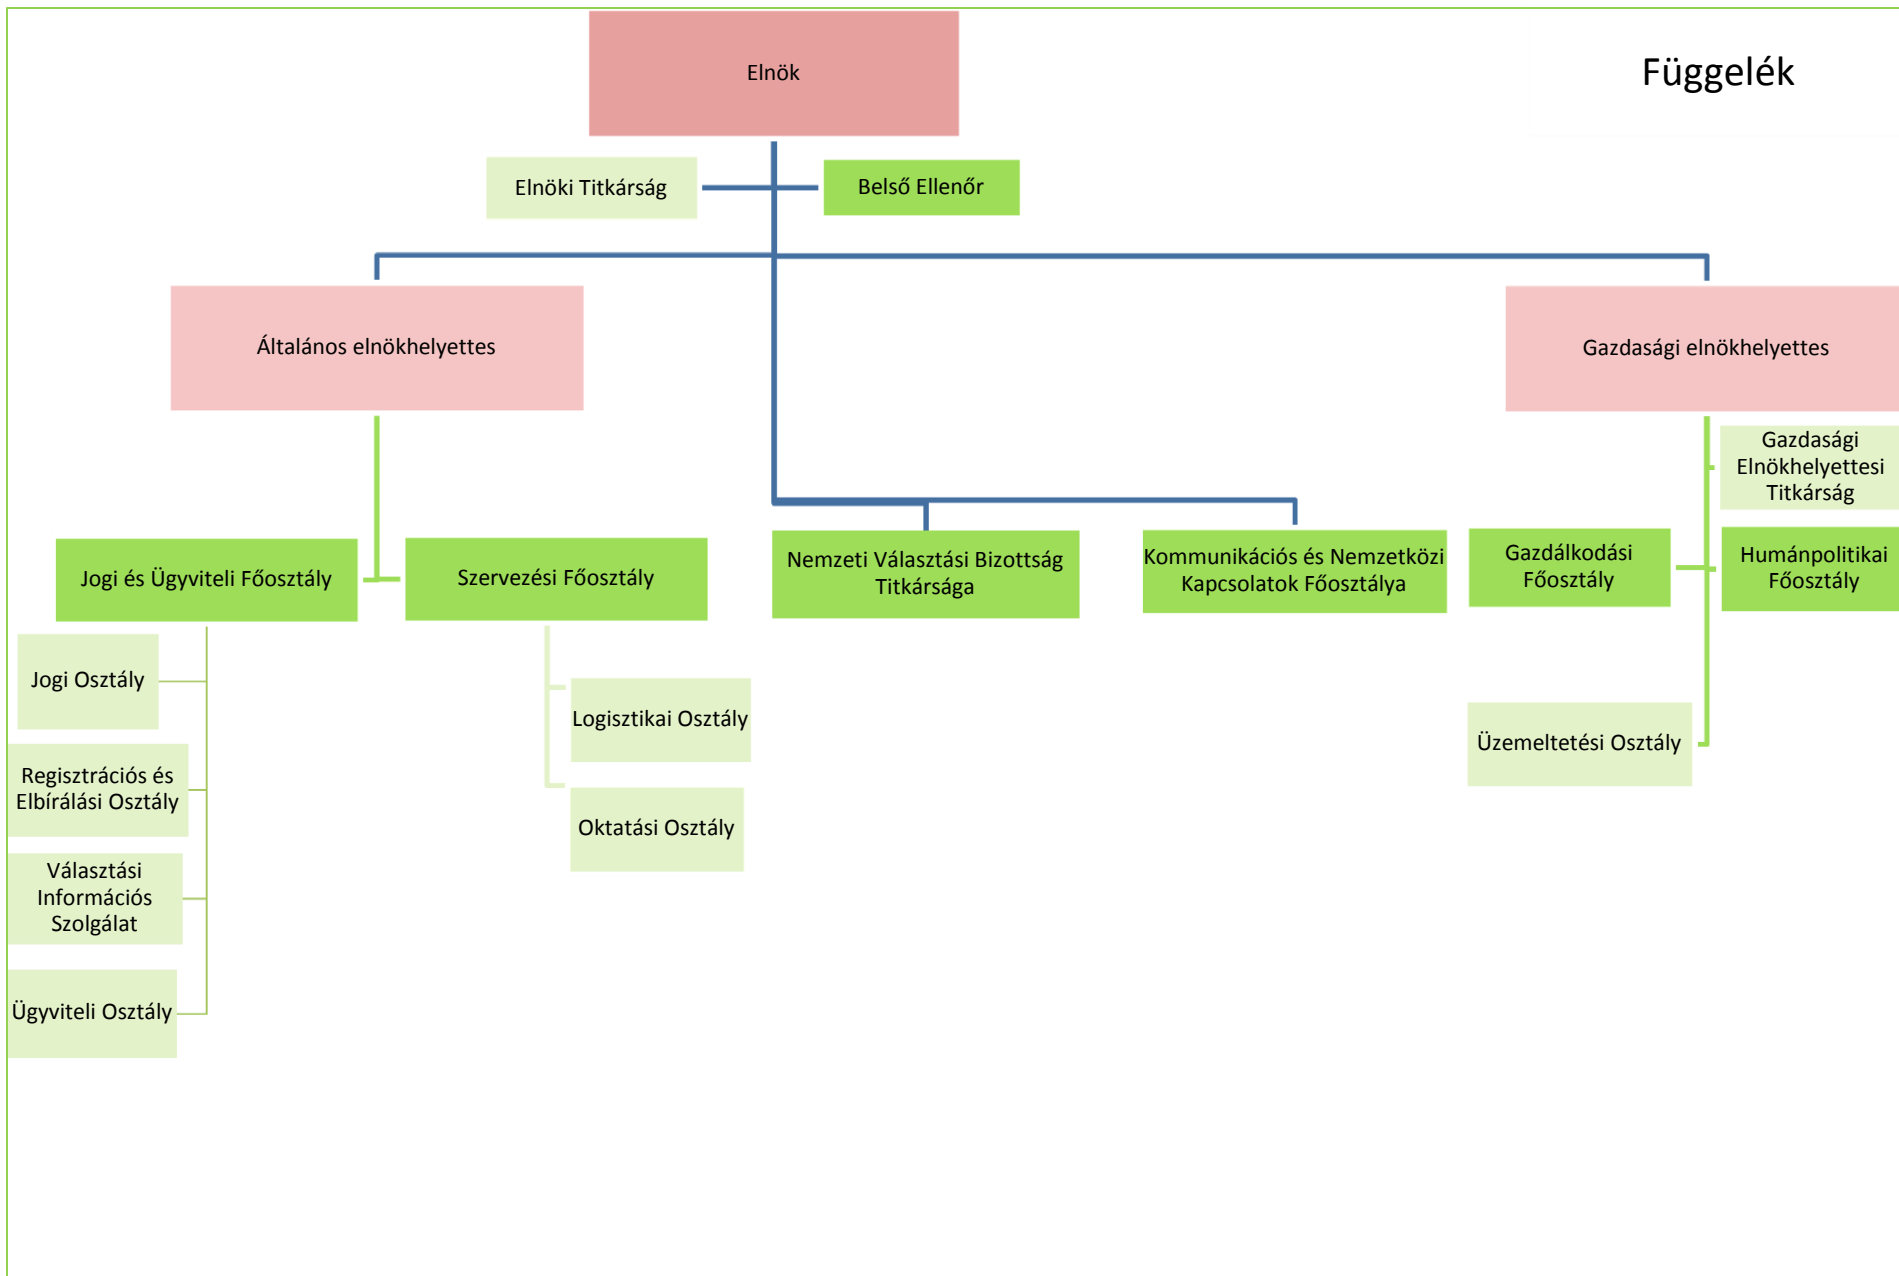 Függelék
Elnök
Elnöki Titkárság
Belső Ellenőr
Általános elnökhelyettes
Gazdasági elnökhelyettes
Gazdasági
Elnökhelyettesi
Titkárság
Jogi és Ügyviteli Főosztály
Szervezési Főosztály
Nemzeti Választási Bizottság
Titkársága
Kommunikációs és Nemzetközi
Kapcsolatok Főosztálya
Gazdálkodási
Főosztály
Humánpolitikai
Főosztály
Jogi Osztály
Logisztikai Osztály
Üzemeltetési Osztály
Regisztrációs és
Elbírálási Osztály
Oktatási Osztály
Választási
Információs
Szolgálat
Ügyviteli Osztály